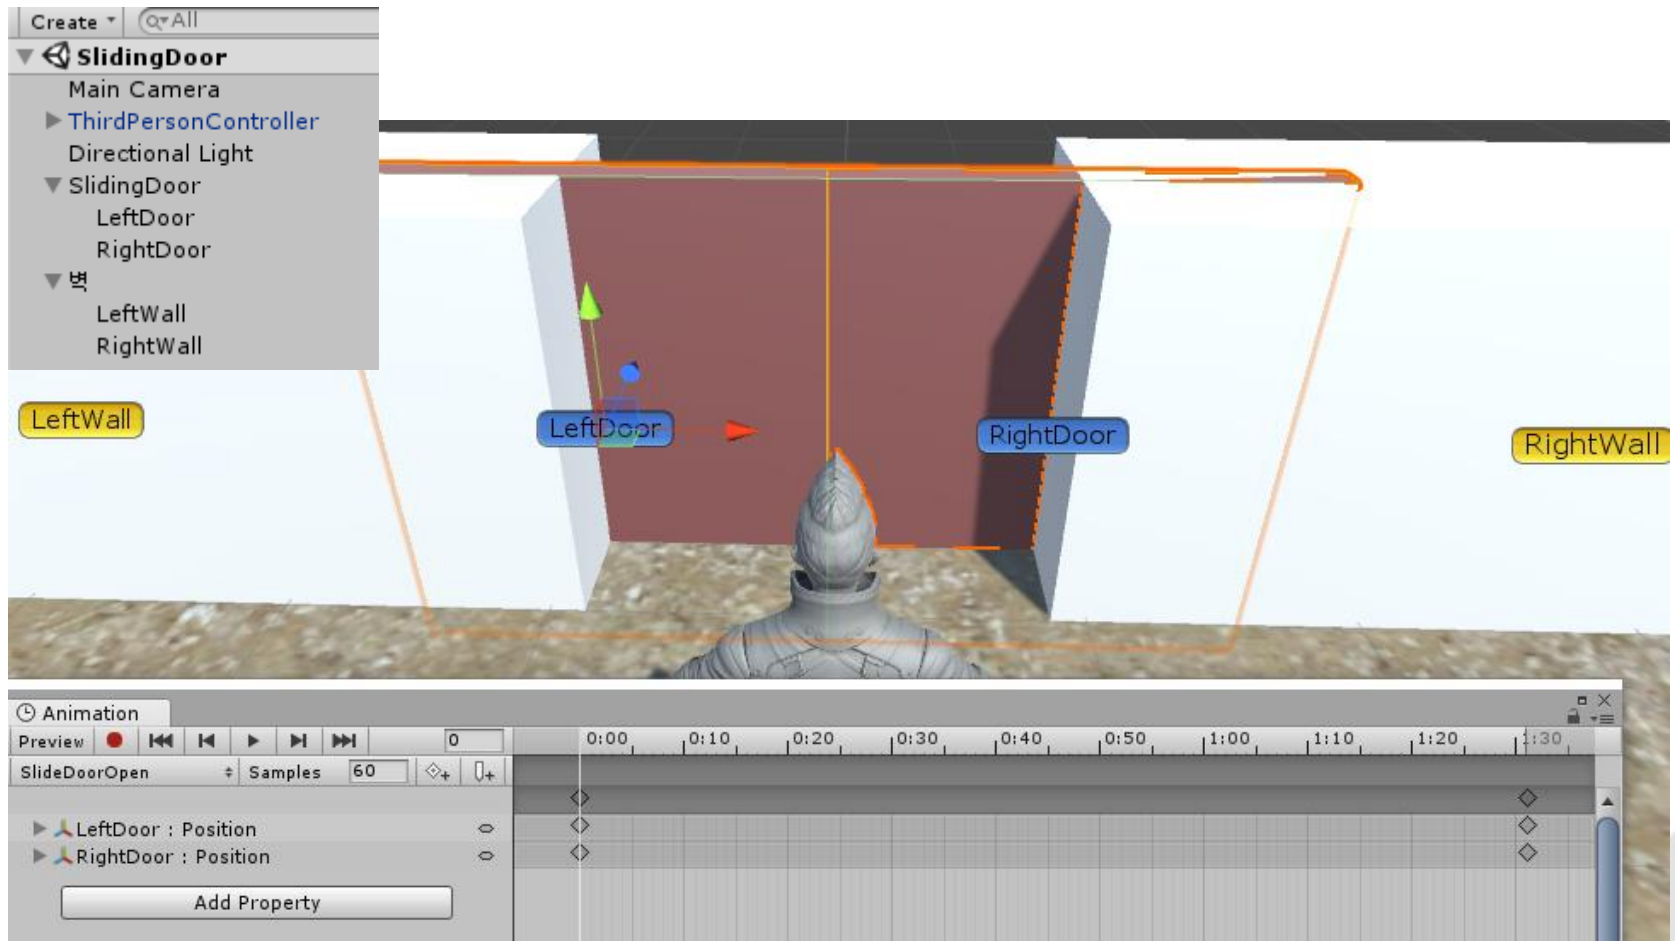 Create
All
SlidingDoor
Main Camera
ThirdPersonController
Directional Light
SlidingDoor
LeftDoor
RightDoor
벽
LeftWall
RightWall
LeftWall
LeftDoor
RightDoor
RightWall
Animation
Preview 0 0:00 0:10 0:20 0:30 0:40 0:50 1:00 1:10 1:20 1:30
SlideDoorOpen Samples 60
LeftDoor : Position
RightDoor : Position
Add Property